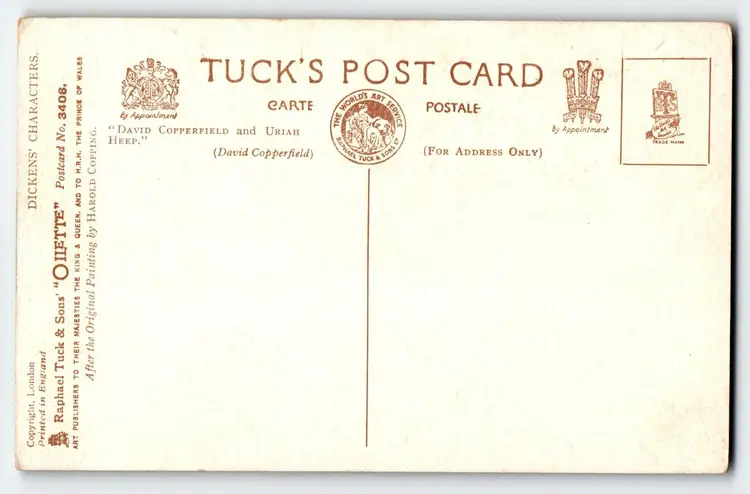 TUCK'S POST CARD
CARTE POSTALE
By Appointment
THE WORLD'S ART SERVICE
RAPHAEL TUCK & SONS LTD
By Appointment
TRADE MARK
"DAVID COPPERFIELD and URIAH
HEEP."
(David Copperfield)
(FOR ADDRESS ONLY)
DICKENS' CHARACTERS.
Copyright, London
Printed in England
Raphael Tuck & Sons' "OILETTE" Postcard No. 3406.
ART PUBLISHERS TO THEIR MAJESTIES THE KING & QUEEN, AND TO H.R.H. THE PRINCE OF WALES
After the Original Painting by HAROLD COPPING.